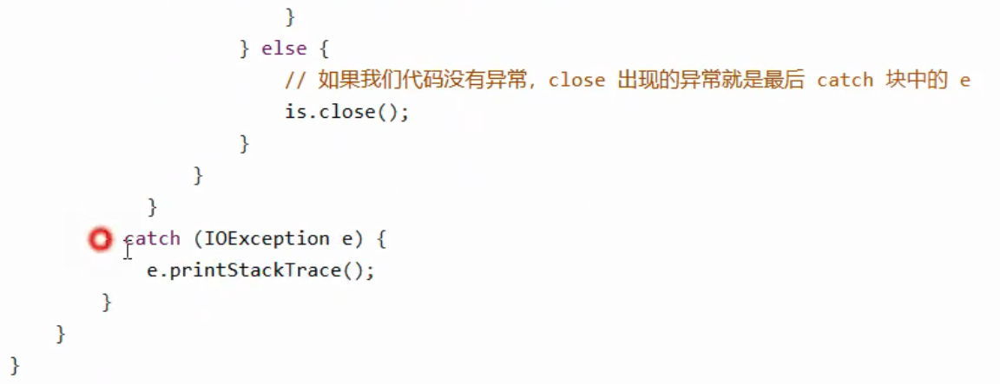 }
} else {
// 如果我们代码没有异常，close 出现的异常就是最后 catch 块中的 e
is.close();
}
}
}
catch (IOException e) {
e.printStackTrace();
}
}
}